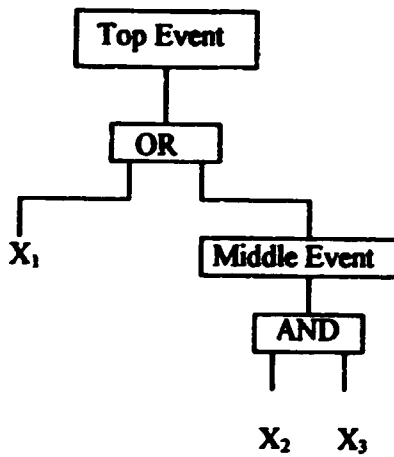 Top Event
OR
X₁
Middle Event
AND
X₂ X₃